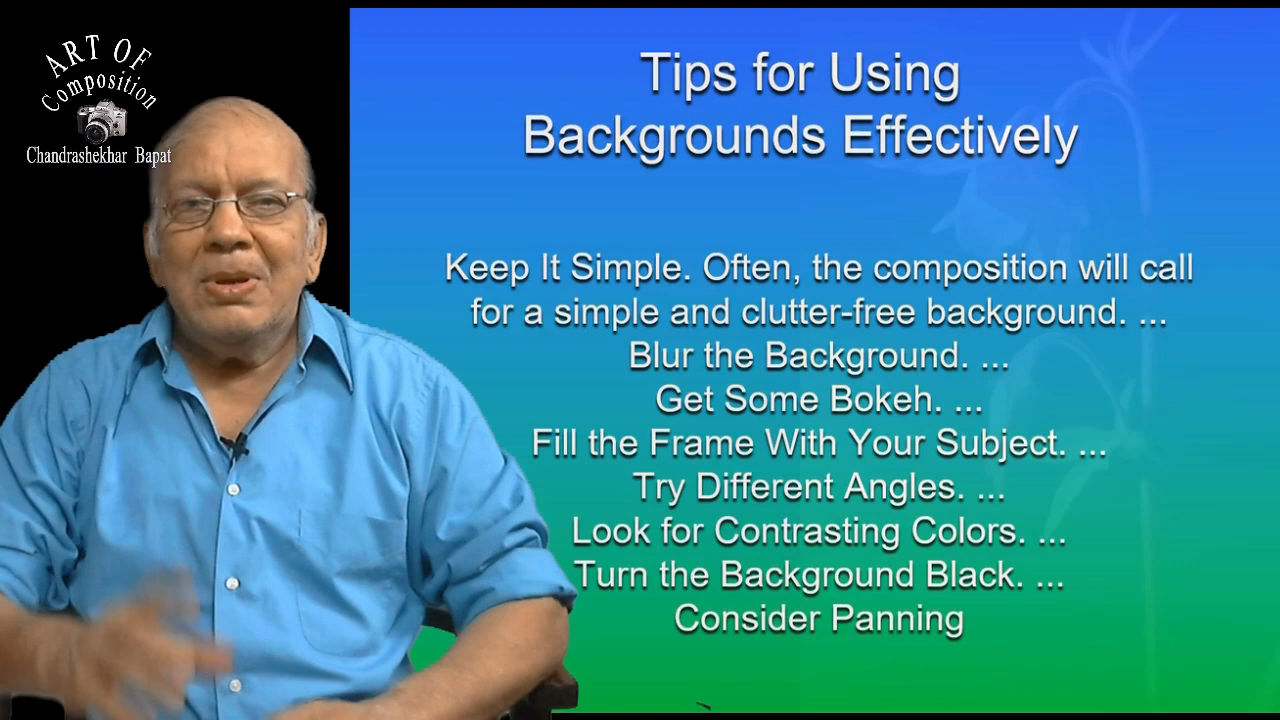 ART OF
Composition
Chandrashekhar Bapat
Tips for Using
Backgrounds Effectively
Keep It Simple. Often, the composition will call
for a simple and clutter-free background. ...
Blur the Background. ...
Get Some Bokeh. ...
Fill the Frame With Your Subject. ...
Try Different Angles. ...
Look for Contrasting Colors. ...
Turn the Background Black. ...
Consider Panning